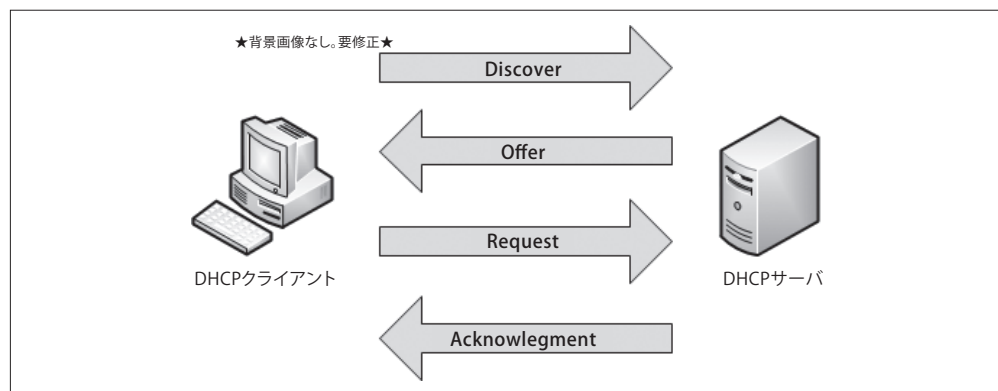 ★背景画像なし。要修正★
Discover
Offer
Request
DHCPクライアント
DHCPサーバ
Acknowlegment